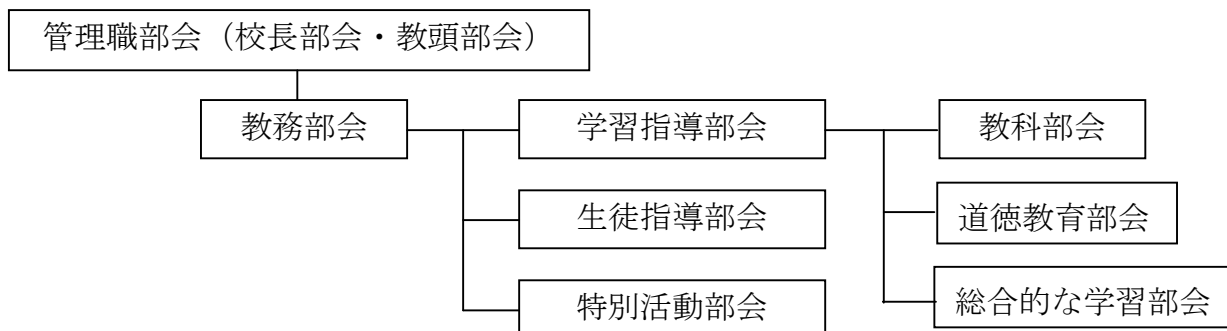 管理職部会（校長部会・教頭部会）
教務部会
学習指導部会
教科部会
生徒指導部会
道徳教育部会
特別活動部会
総合的な学習部会